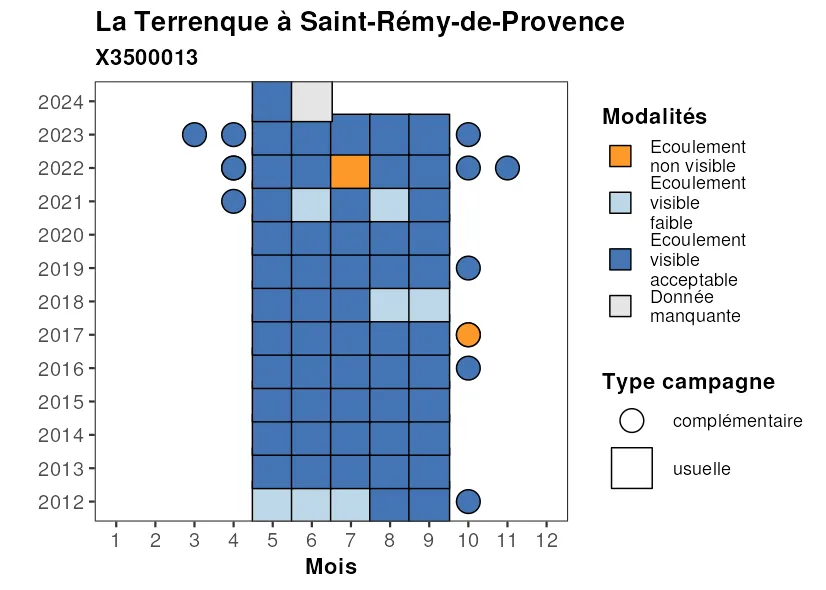 La Terrenque à Saint-Rémy-de-Provence
X3500013
2024
2023
2022
2021
2020
2019
2018
2017
2016
2015
2014
2013
2012
1 2 3 4 5 6 7 8 9 10 11 12
Mois
Modalités
Ecoulement
non visible
Ecoulement
visible
faible
Ecoulement
visible
acceptable
Donnée
manquante
Type campagne
complémentaire
usuelle